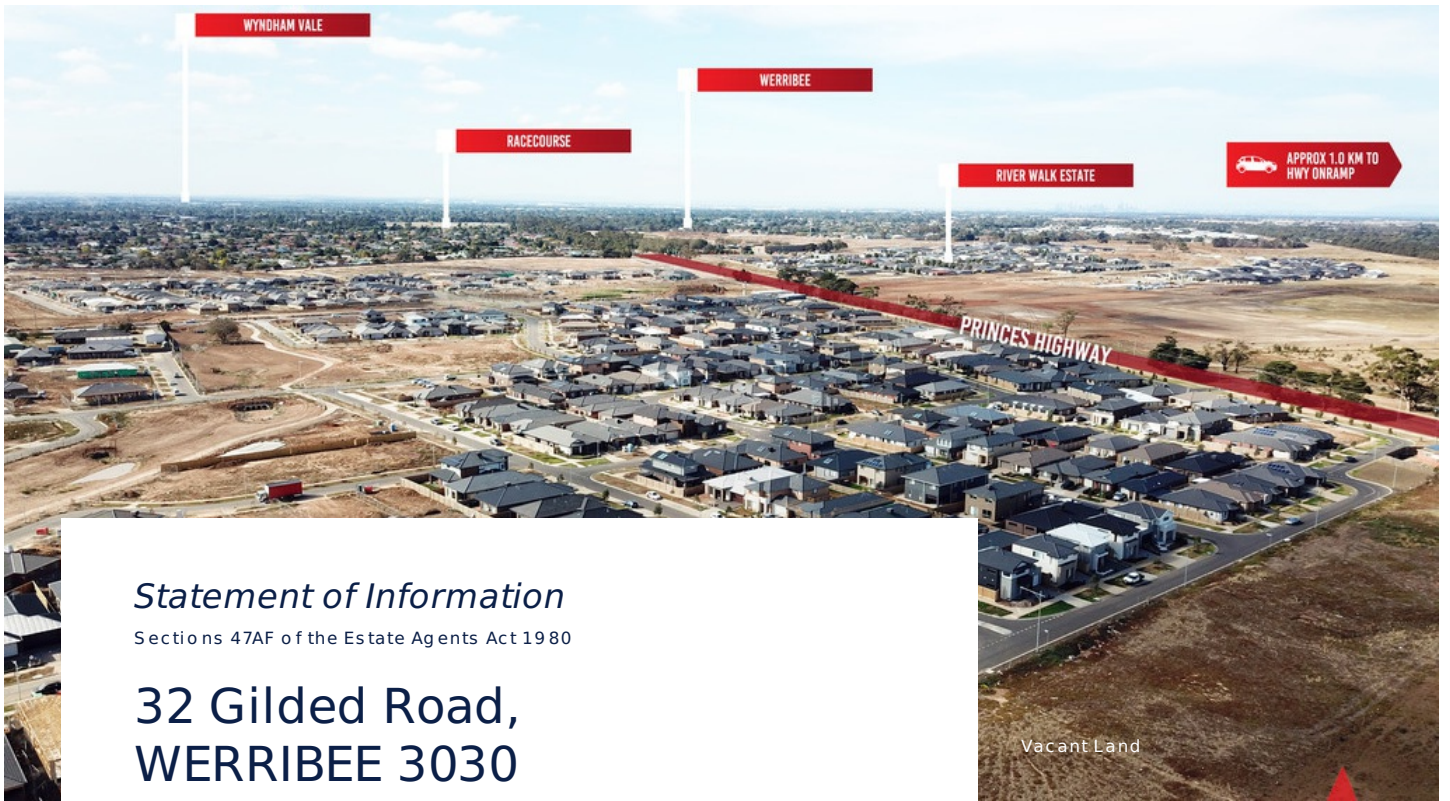 WYNDHAM VALE
WERRIBEE
RACECOURSE
RIVER WALK ESTATE
APPROX 1.0 KM TO
HWY ONRAMP
PRINCES HIGHWAY
Statement of Information
Sections 47AF of the Estate Agents Act 1980
32 Gilded Road,
WERRIBEE 3030
Vacant Land